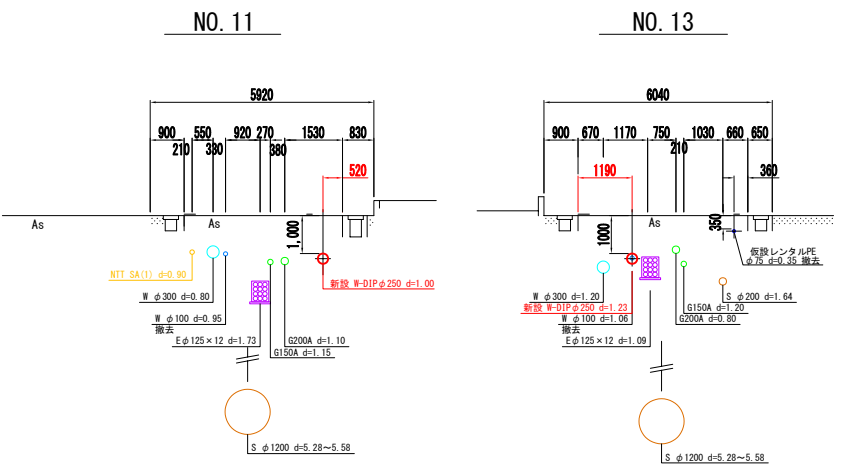 NO. 11
5920
900 550 920 270 1530 830
210 330 380
520
As As
1,000
NTT SA(1) d=0.90
W φ300 d=0.80
W φ100 d=0.95
撤去
Eφ125×12 d=1.73
G150A d=1.15
G200A d=1.10
新設 W-DIPφ250 d=1.00
S φ1200 d=5.28～5.58
NO. 13
6040
900 670 1170 750 1030 660 650
210
360
1190
1000
As
350
仮設レンタルPE
φ75 d=0.35 撤去
W φ300 d=1.20
新設 W-DIPφ250 d=1.23
W φ100 d=1.06
撤去
Eφ125×12 d=1.09
S φ200 d=1.64
G150A d=1.20
G200A d=0.80
S φ1200 d=5.28～5.58